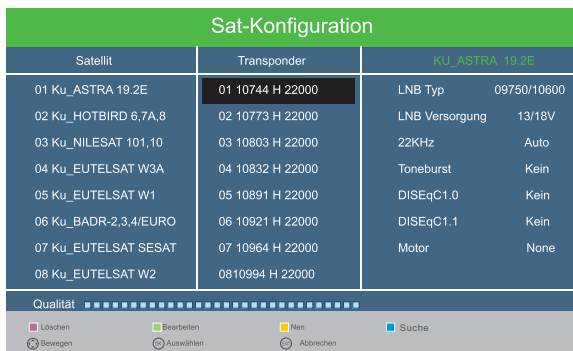 Sat-Konfiguration
Satellit Transponder KU_ASTRA 19.2E
01 Ku_ASTRA 19.2E 01 10744 H 22000 LNB Typ 09750/10600
02 Ku_HOTBIRD 6,7A,8 02 10773 H 22000 LNB Versorgung 13/18V
03 Ku_NILESAT 101,10 03 10803 H 22000 22KHz Auto
04 Ku_EUTELSAT W3A 04 10832 H 22000 Toneburst Kein
05 Ku_EUTELSAT W1 05 10891 H 22000 DISEqC1.0 Kein
06 Ku_BADR-2,3,4/EURO 06 10921 H 22000 DISEqC1.1 Kein
07 Ku_EUTELSAT SESAT 07 10964 H 22000 Motor None
08 Ku_EUTELSAT W2 0810994 H 22000
Qualität
Löschen Bearbeiten Nen Suche
Bewegen OK Auswählen EXIT Abbrechen